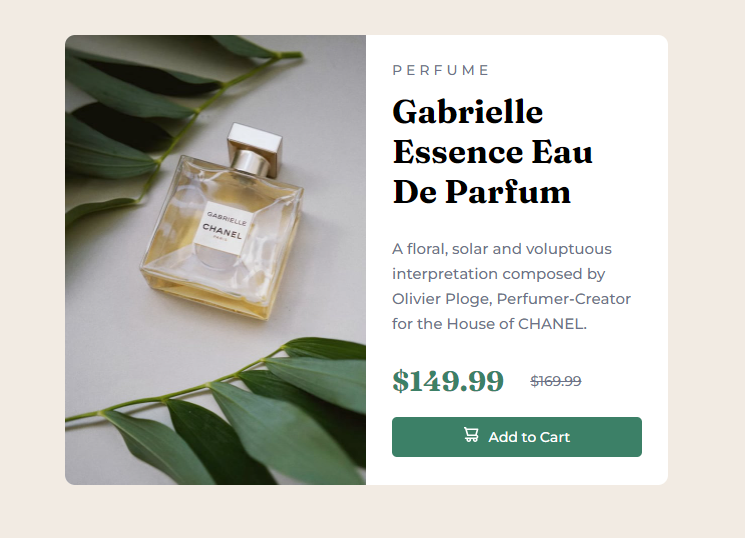 GABRIELLE
CHANEL
PARIS
PERFUME
Gabrielle
Essence Eau
De Parfum
A floral, solar and voluptuous
interpretation composed by
Olivier Ploge, Perfumer-Creator
for the House of CHANEL.
$149.99 $169.99
Add to Cart